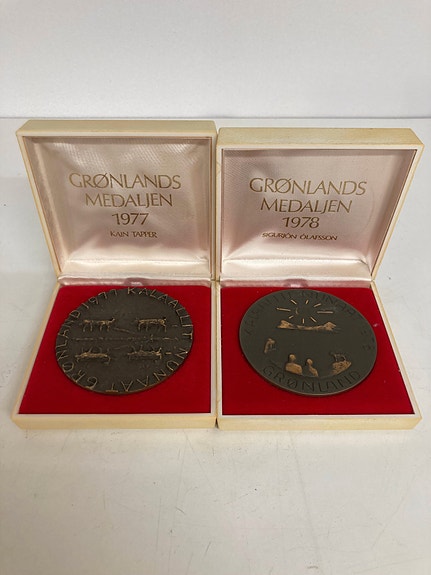 GRØNLANDS
MEDALJEN
1977
KAIN TAPPER
GRØNLANDS
MEDALJEN
1978
SIGURJÓN ÓLAFSSON
GRØNLAND 1977 KALAALLIT NUNAAT
GRØNLAND